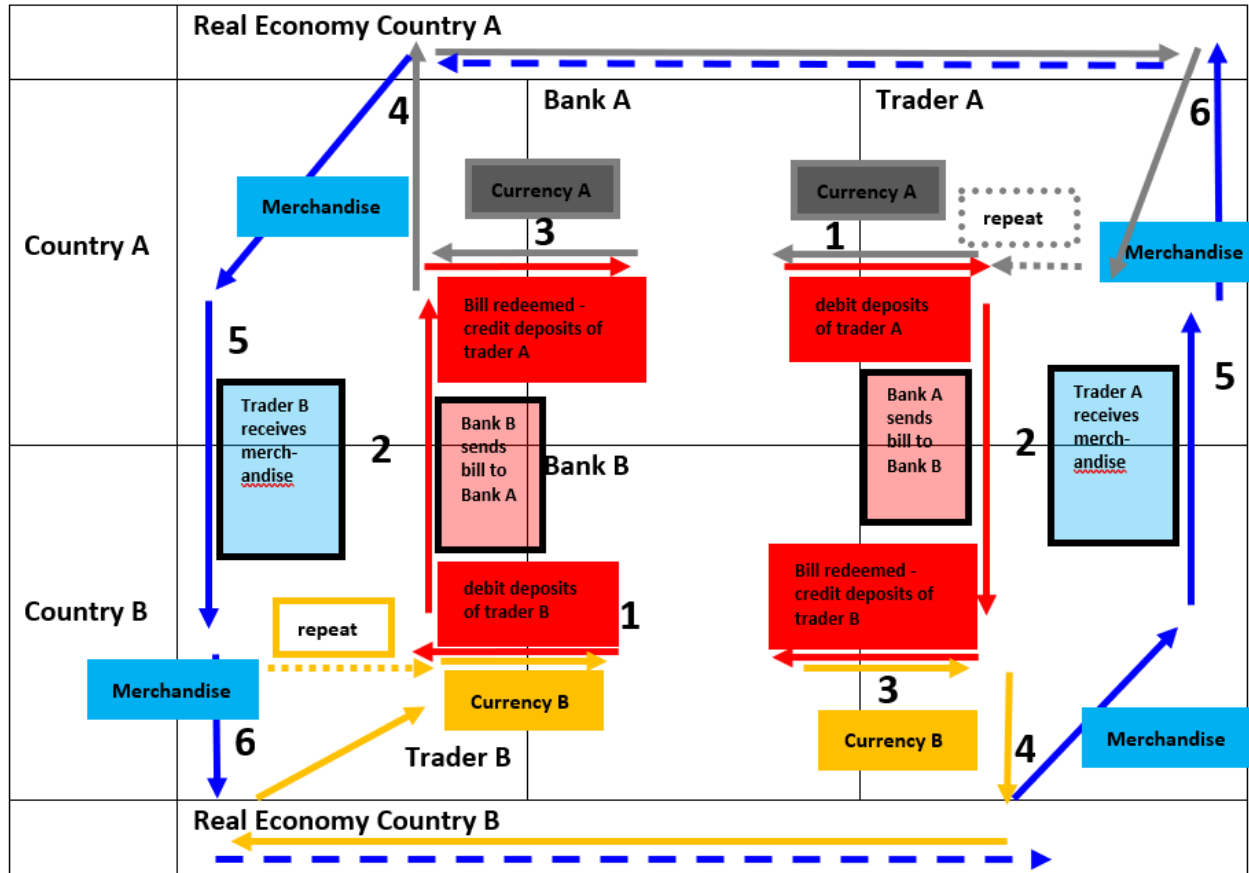 Real Economy Country A
Bank A
Trader A
4
6
Currency A
Currency A
repeat
Merchandise
3
1
Country A
Merchandise
Bill redeemed -
credit deposits of
trader A
debit deposits
of trader A
5
5
Trader B
receives
merch-
andise
2
Bank B
sends
bill to
Bank A
Bank B
Bank A
sends
bill to
Bank B
2
Trader A
receives
merch-
andise
Country B
debit deposits
of trader B
1
Bill redeemed -
credit deposits of
trader B
repeat
Merchandise
Currency B
3
6
Trader B
Currency B
4
Merchandise
Real Economy Country B